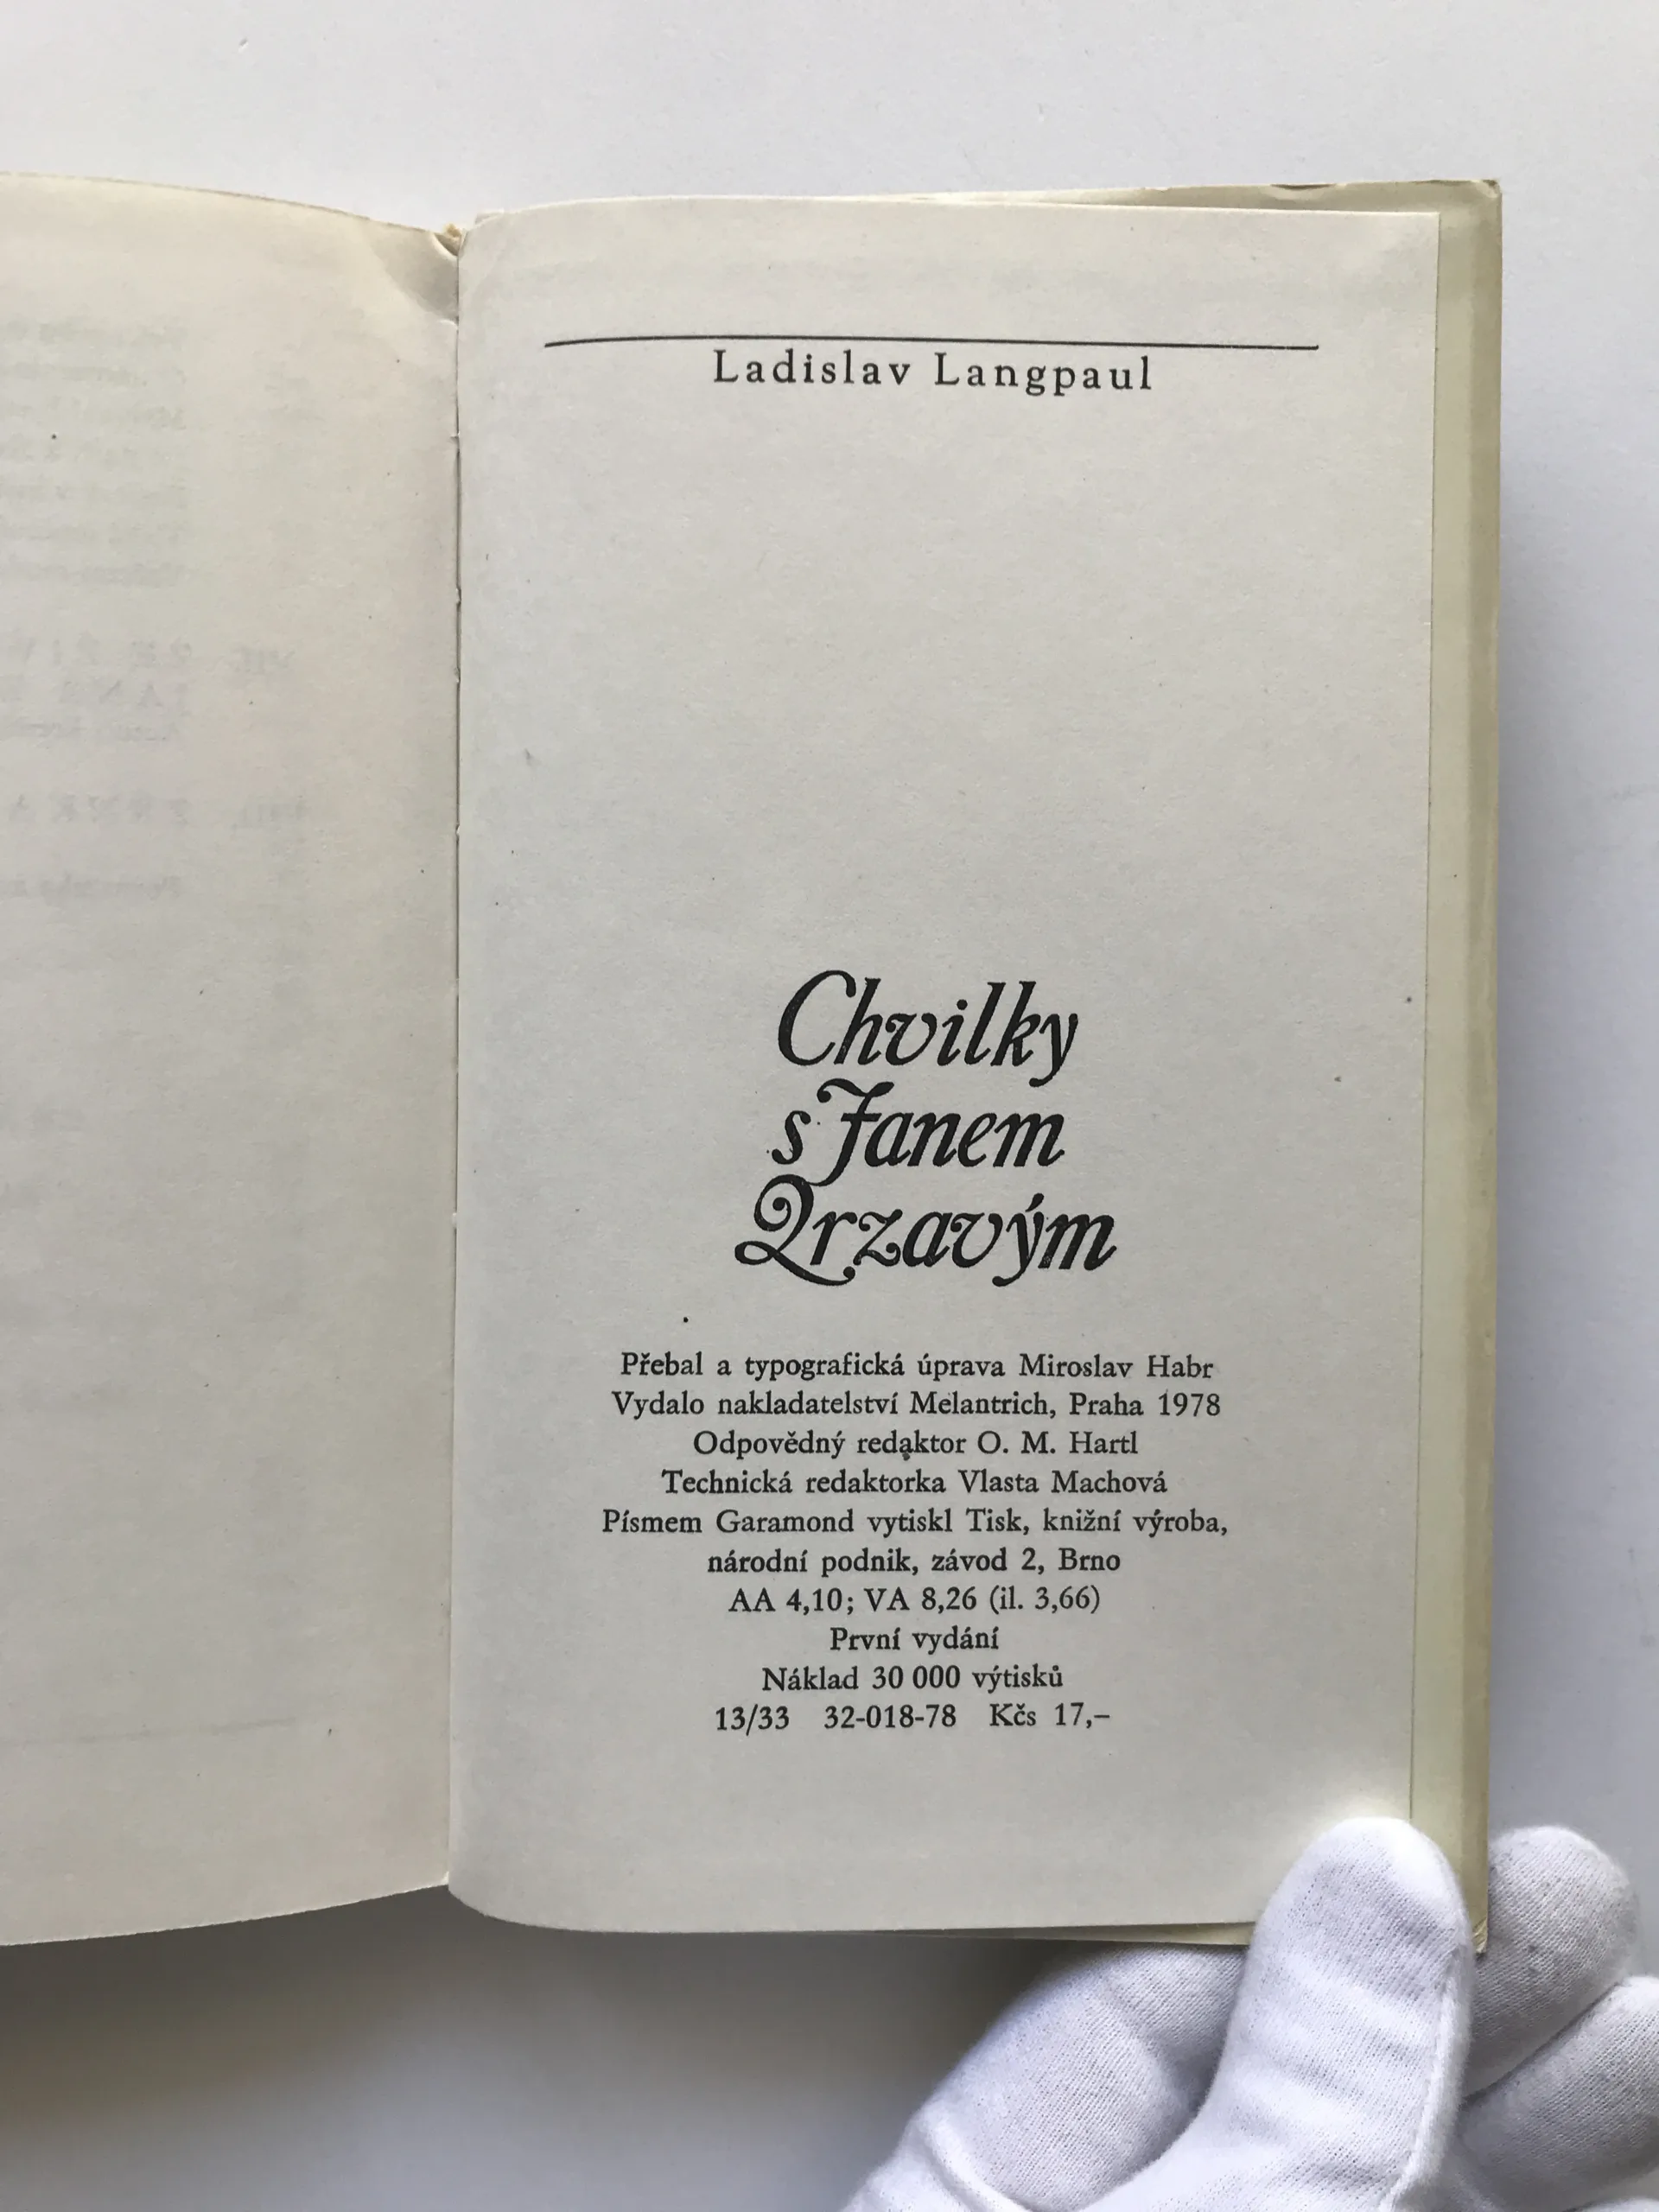 Ladislav Langpaul
Chvilky
s Janem
Zrzavým
Přebal a typografická úprava Miroslav Habr
Vydalo nakladatelství Melantrich, Praha 1978
Odpovědný redaktor O. M. Hartl
Technická redaktorka Vlasta Machová
Písmem Garamond vytiskl Tisk, knižní výroba,
národní podnik, závod 2, Brno
AA 4,10; VA 8,26 (il. 3,66)
První vydání
Náklad 30 000 výtisků
13/33 32-018-78 Kčs 17,–